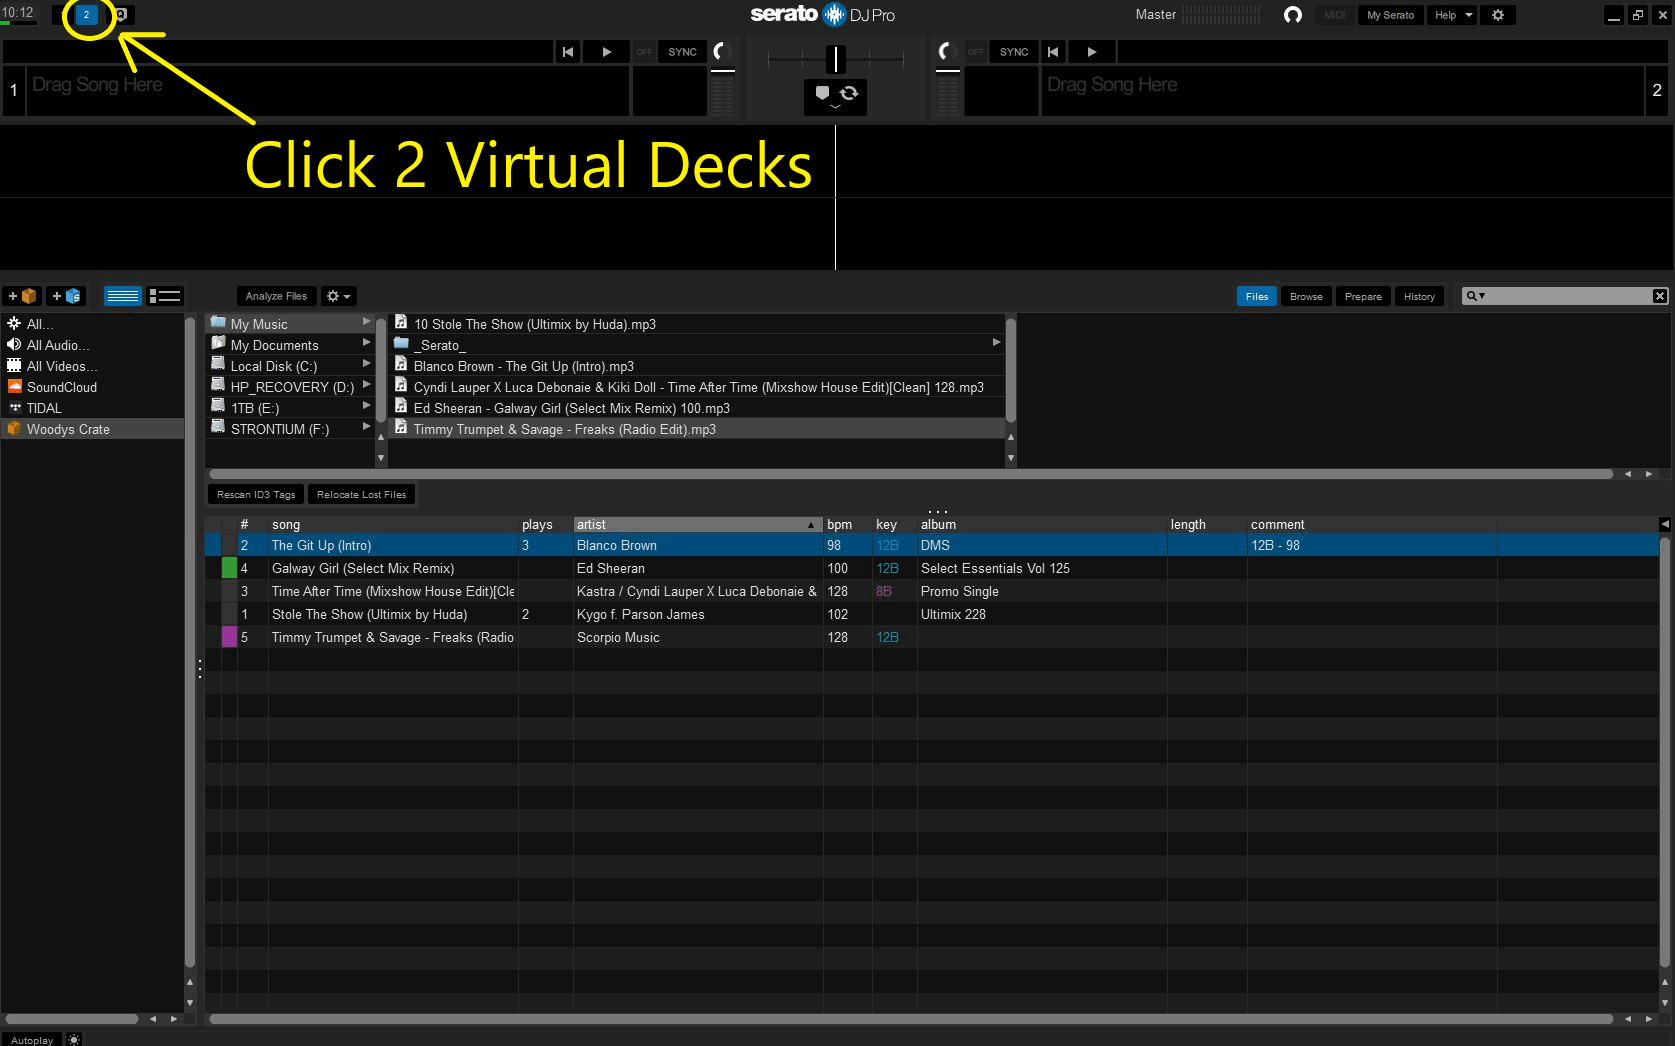 10:12
2
serato DJ Pro
Master
MIDI
My Serato
Help
OFF
SYNC
OFF
SYNC
1
Drag Song Here
Drag Song Here
2
Click 2 Virtual Decks
Analyze Files
Files
Browse
Prepare
History
All...
All Audio...
All Videos...
SoundCloud
TIDAL
Woodys Crate
My Music
My Documents
Local Disk (C:)
HP_RECOVERY (D:)
1TB (E:)
STRONTIUM (F:)
10 Stole The Show (Ultimix by Huda).mp3
_Serato_
Blanco Brown - The Git Up (Intro).mp3
Cyndi Lauper X Luca Debonaie & Kiki Doll - Time After Time (Mixshow House Edit)[Clean] 128.mp3
Ed Sheeran - Galway Girl (Select Mix Remix) 100.mp3
Timmy Trumpet & Savage - Freaks (Radio Edit).mp3
Rescan ID3 Tags
Relocate Lost Files
# song plays artist bpm key album length comment
2 The Git Up (Intro) 3 Blanco Brown 98 12B DMS 12B - 98
4 Galway Girl (Select Mix Remix) Ed Sheeran 100 12B Select Essentials Vol 125
3 Time After Time (Mixshow House Edit)[Cle Kastra / Cyndi Lauper X Luca Debonaie & 128 8B Promo Single
1 Stole The Show (Ultimix by Huda) 2 Kygo f. Parson James 102 Ultimix 228
5 Timmy Trumpet & Savage - Freaks (Radio Scorpio Music 128 12B
Autoplay